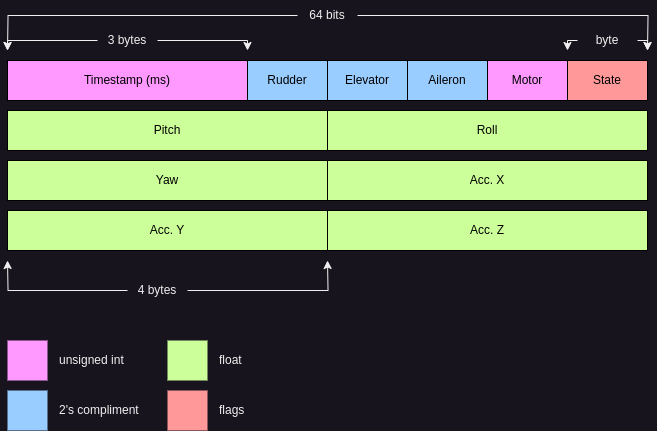 64 bits
3 bytes
byte
Timestamp (ms)
Rudder
Elevator
Aileron
Motor
State
Pitch
Roll
Yaw
Acc. X
Acc. Y
Acc. Z
4 bytes
unsigned int
float
2's compliment
flags